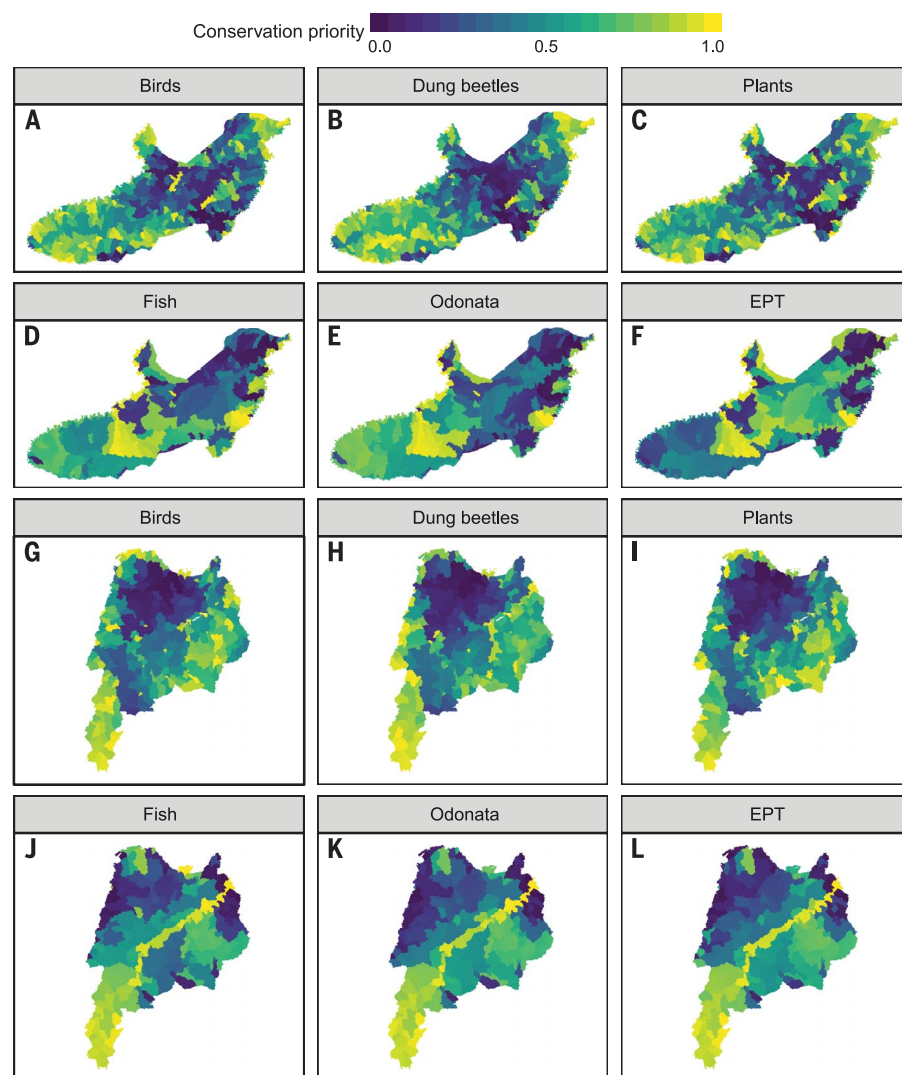 Conservation priority
0.0 0.5 1.0
Birds Dung beetles Plants
A B C
Fish Odonata EPT
D E F
Birds Dung beetles Plants
G H I
Fish Odonata EPT
J K L